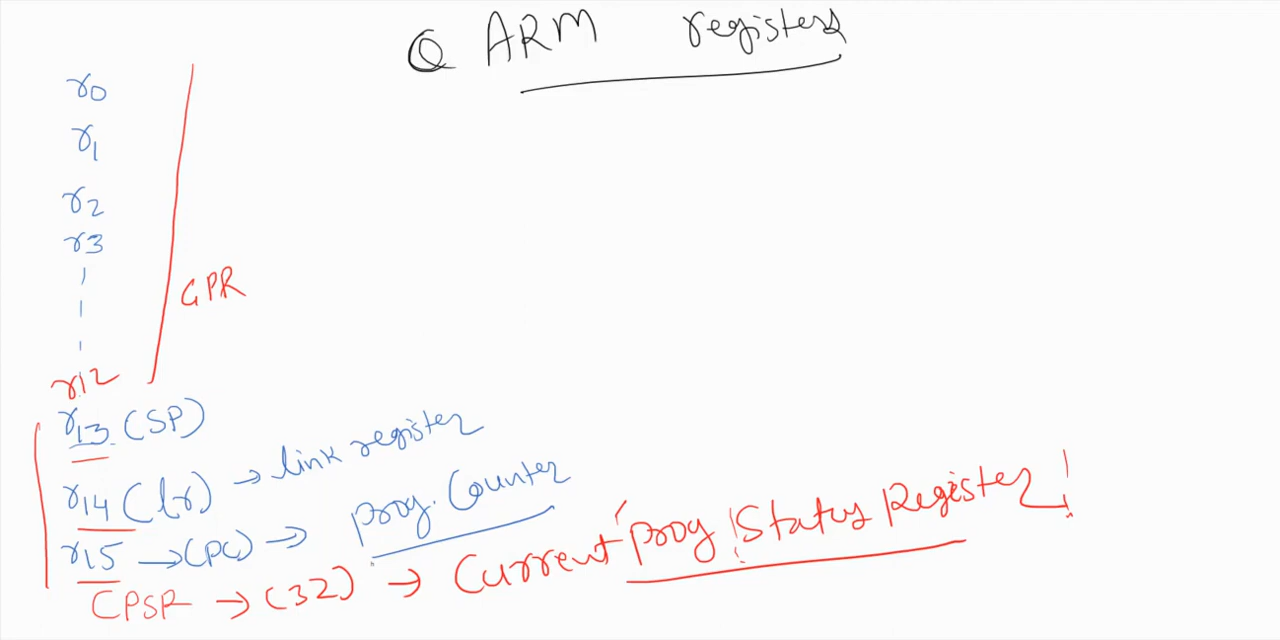 Q ARM registers
r0
r1
r2
r3
GPR
r12
r13 (SP)
r14 (lr) → link register
r15 → (PC) → prog. Counter
CPSR → (32) → Current Prog Status Register!